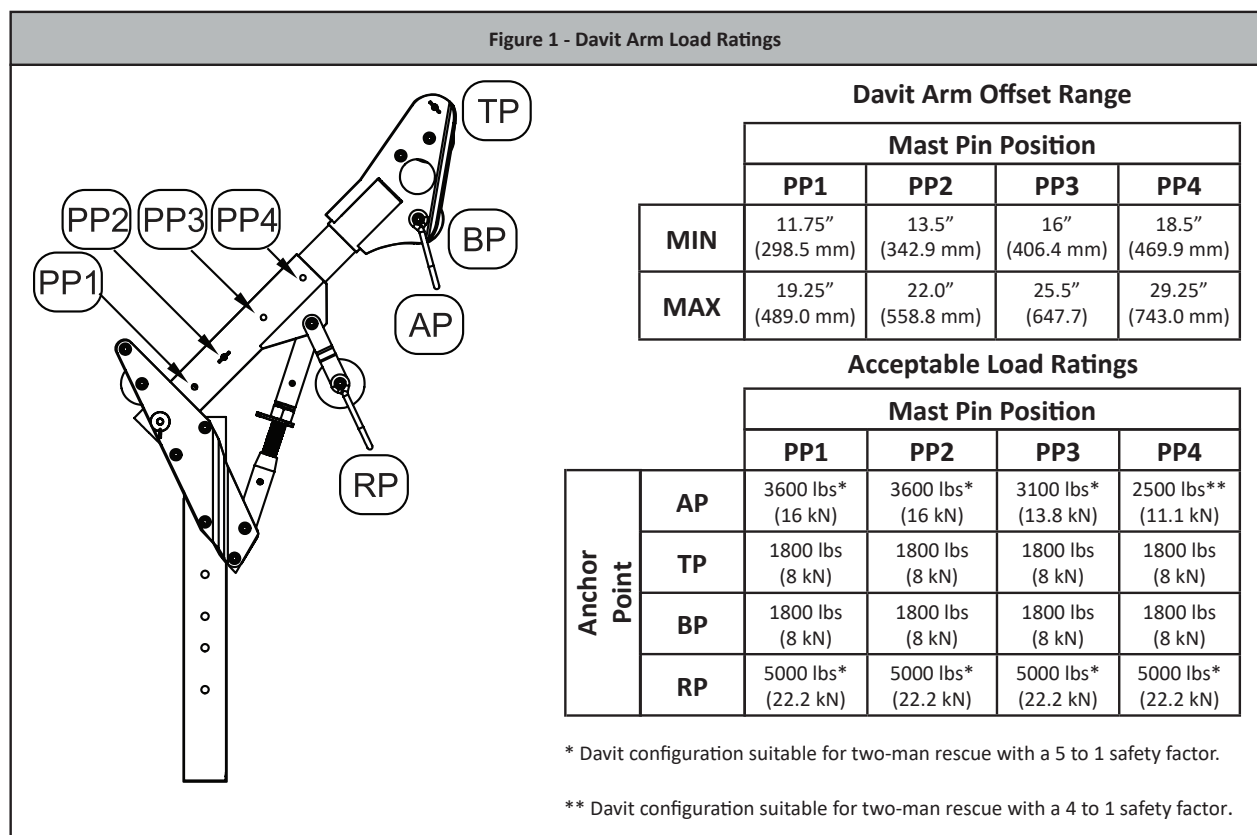 Figure 1 - Davit Arm Load Ratings
TP
PP2
PP3
PP4
BP
PP1
AP
RP
Davit Arm Offset Range
Mast Pin Position
PP1 PP2 PP3 PP4
MIN 11.75” 13.5” 16” 18.5”
(298.5 mm) (342.9 mm) (406.4 mm) (469.9 mm)
MAX 19.25” 22.0” 25.5” 29.25”
(489.0 mm) (558.8 mm) (647.7) (743.0 mm)
Acceptable Load Ratings
Mast Pin Position
PP1 PP2 PP3 PP4
Anchor
Point
AP 3600 lbs* 3600 lbs* 3100 lbs* 2500 lbs**
(16 kN) (16 kN) (13.8 kN) (11.1 kN)
TP 1800 lbs 1800 lbs 1800 lbs 1800 lbs
(8 kN) (8 kN) (8 kN) (8 kN)
BP 1800 lbs 1800 lbs 1800 lbs 1800 lbs
(8 kN) (8 kN) (8 kN) (8 kN)
RP 5000 lbs* 5000 lbs* 5000 lbs* 5000 lbs*
(22.2 kN) (22.2 kN) (22.2 kN) (22.2 kN)
* Davit configuration suitable for two-man rescue with a 5 to 1 safety factor.
** Davit configuration suitable for two-man rescue with a 4 to 1 safety factor.